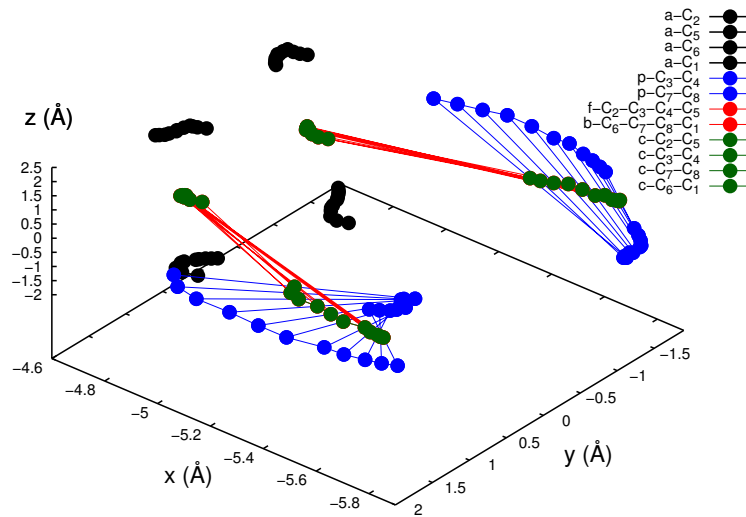 a−C₂
a−C₅
a−C₆
a−C₁
p−C₃−C₄
p−C₇−C₈
f−C₂−C₃−C₄−C₅
b−C₆−C₇−C₈−C₁
c−C₂−C₅
c−C₃−C₄
c−C₇−C₈
c−C₆−C₁
z (Å)
2.5
2
1.5
1
0.5
0
−0.5
−1
−1.5
−2
−4.6
−4.8
−5
−5.2
−5.4
−5.6
−5.8
x (Å)
−1.5
−1
−0.5
0
0.5
1
1.5
2
y (Å)